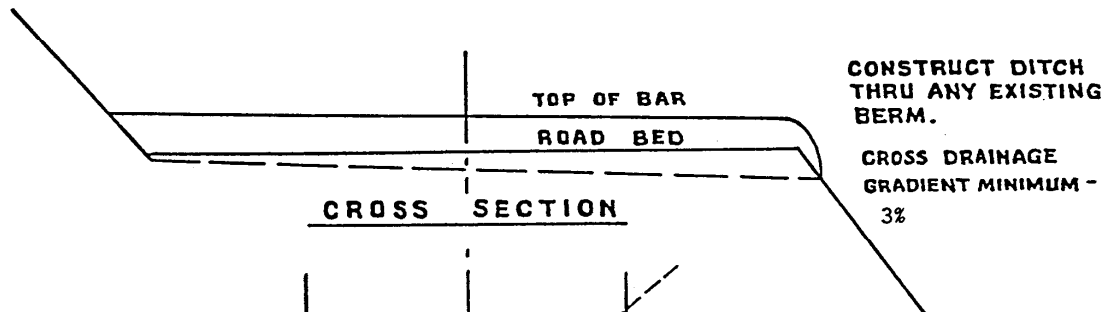 TOP OF BAR
ROAD BED
CROSS SECTION
CONSTRUCT DITCH
THRU ANY EXISTING
BERM.
CROSS DRAINAGE
GRADIENT MINIMUM -
3%